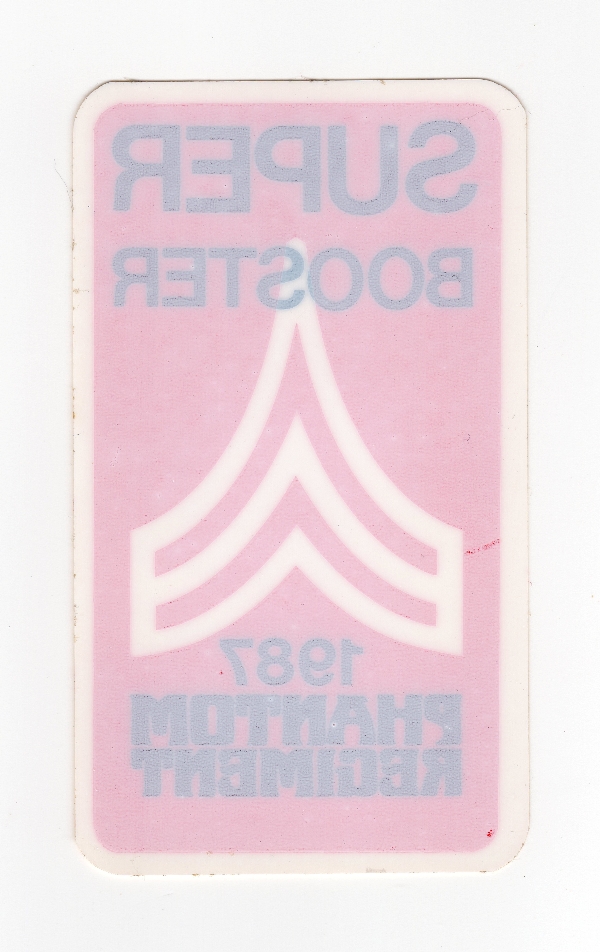 SUPER
BOOSTER
1987
PHANTOM
REGIMENT